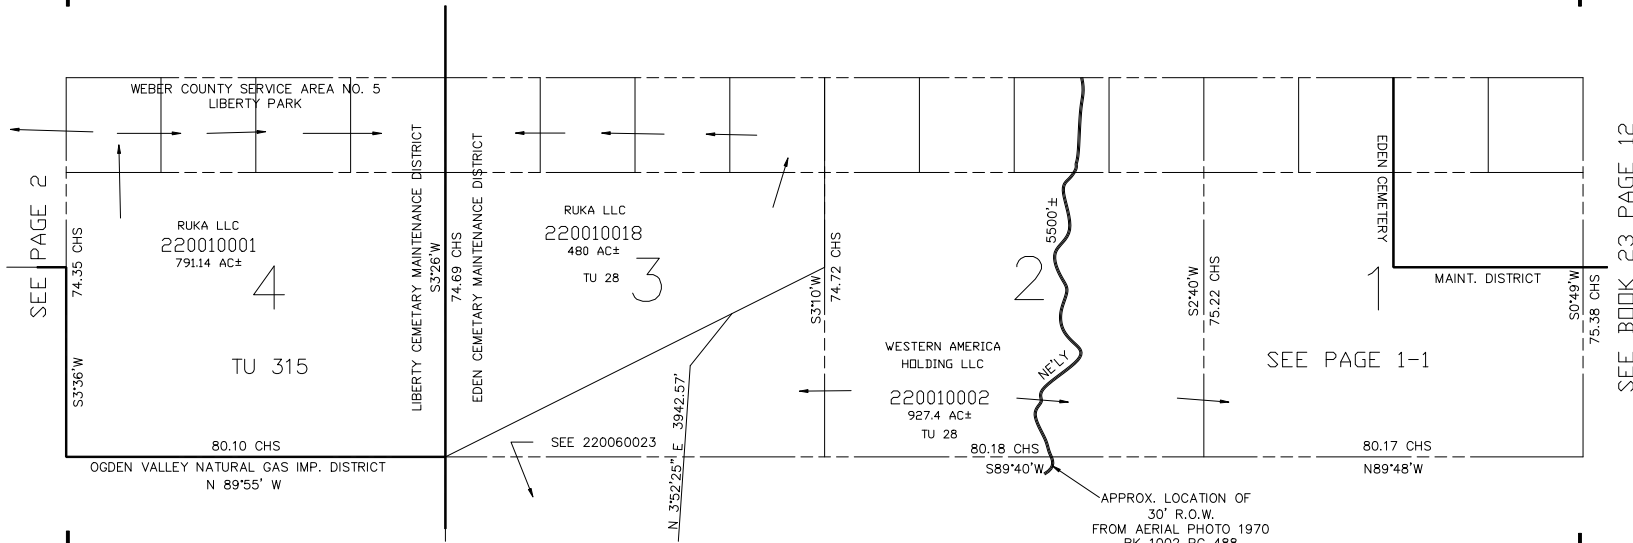 WEBER COUNTY SERVICE AREA NO. 5
LIBERTY PARK
SEE PAGE 2
RUKA LLC
220010001
791.14 AC±
4
TU 315
74.35 CHS
S3°36'W
80.10 CHS
OGDEN VALLEY NATURAL GAS IMP. DISTRICT
N 89°55' W
LIBERTY CEMETARY MAINTENANCE DISTRICT
S3°26'W
74.69 CHS
EDEN CEMETARY MAINTENANCE DISTRICT
RUKA LLC
220010018
480 AC±
TU 28
3
SEE 220060023
N 3°52'25" E 3942.57'
S3°10'W
74.72 CHS
2
5500'±
NE'LY
WESTERN AMERICA
HOLDING LLC
220010002
927.4 AC±
TU 28
80.18 CHS
S89°40'W
APPROX. LOCATION OF
30' R.O.W.
FROM AERIAL PHOTO 1970
BK 1002 PG 488
S2°40'W
75.22 CHS
1
SEE PAGE 1-1
80.17 CHS
N89°48'W
EDEN CEMETERY
MAINT. DISTRICT
S0°49'W
75.38 CHS
SEE BOOK 23 PAGE 12